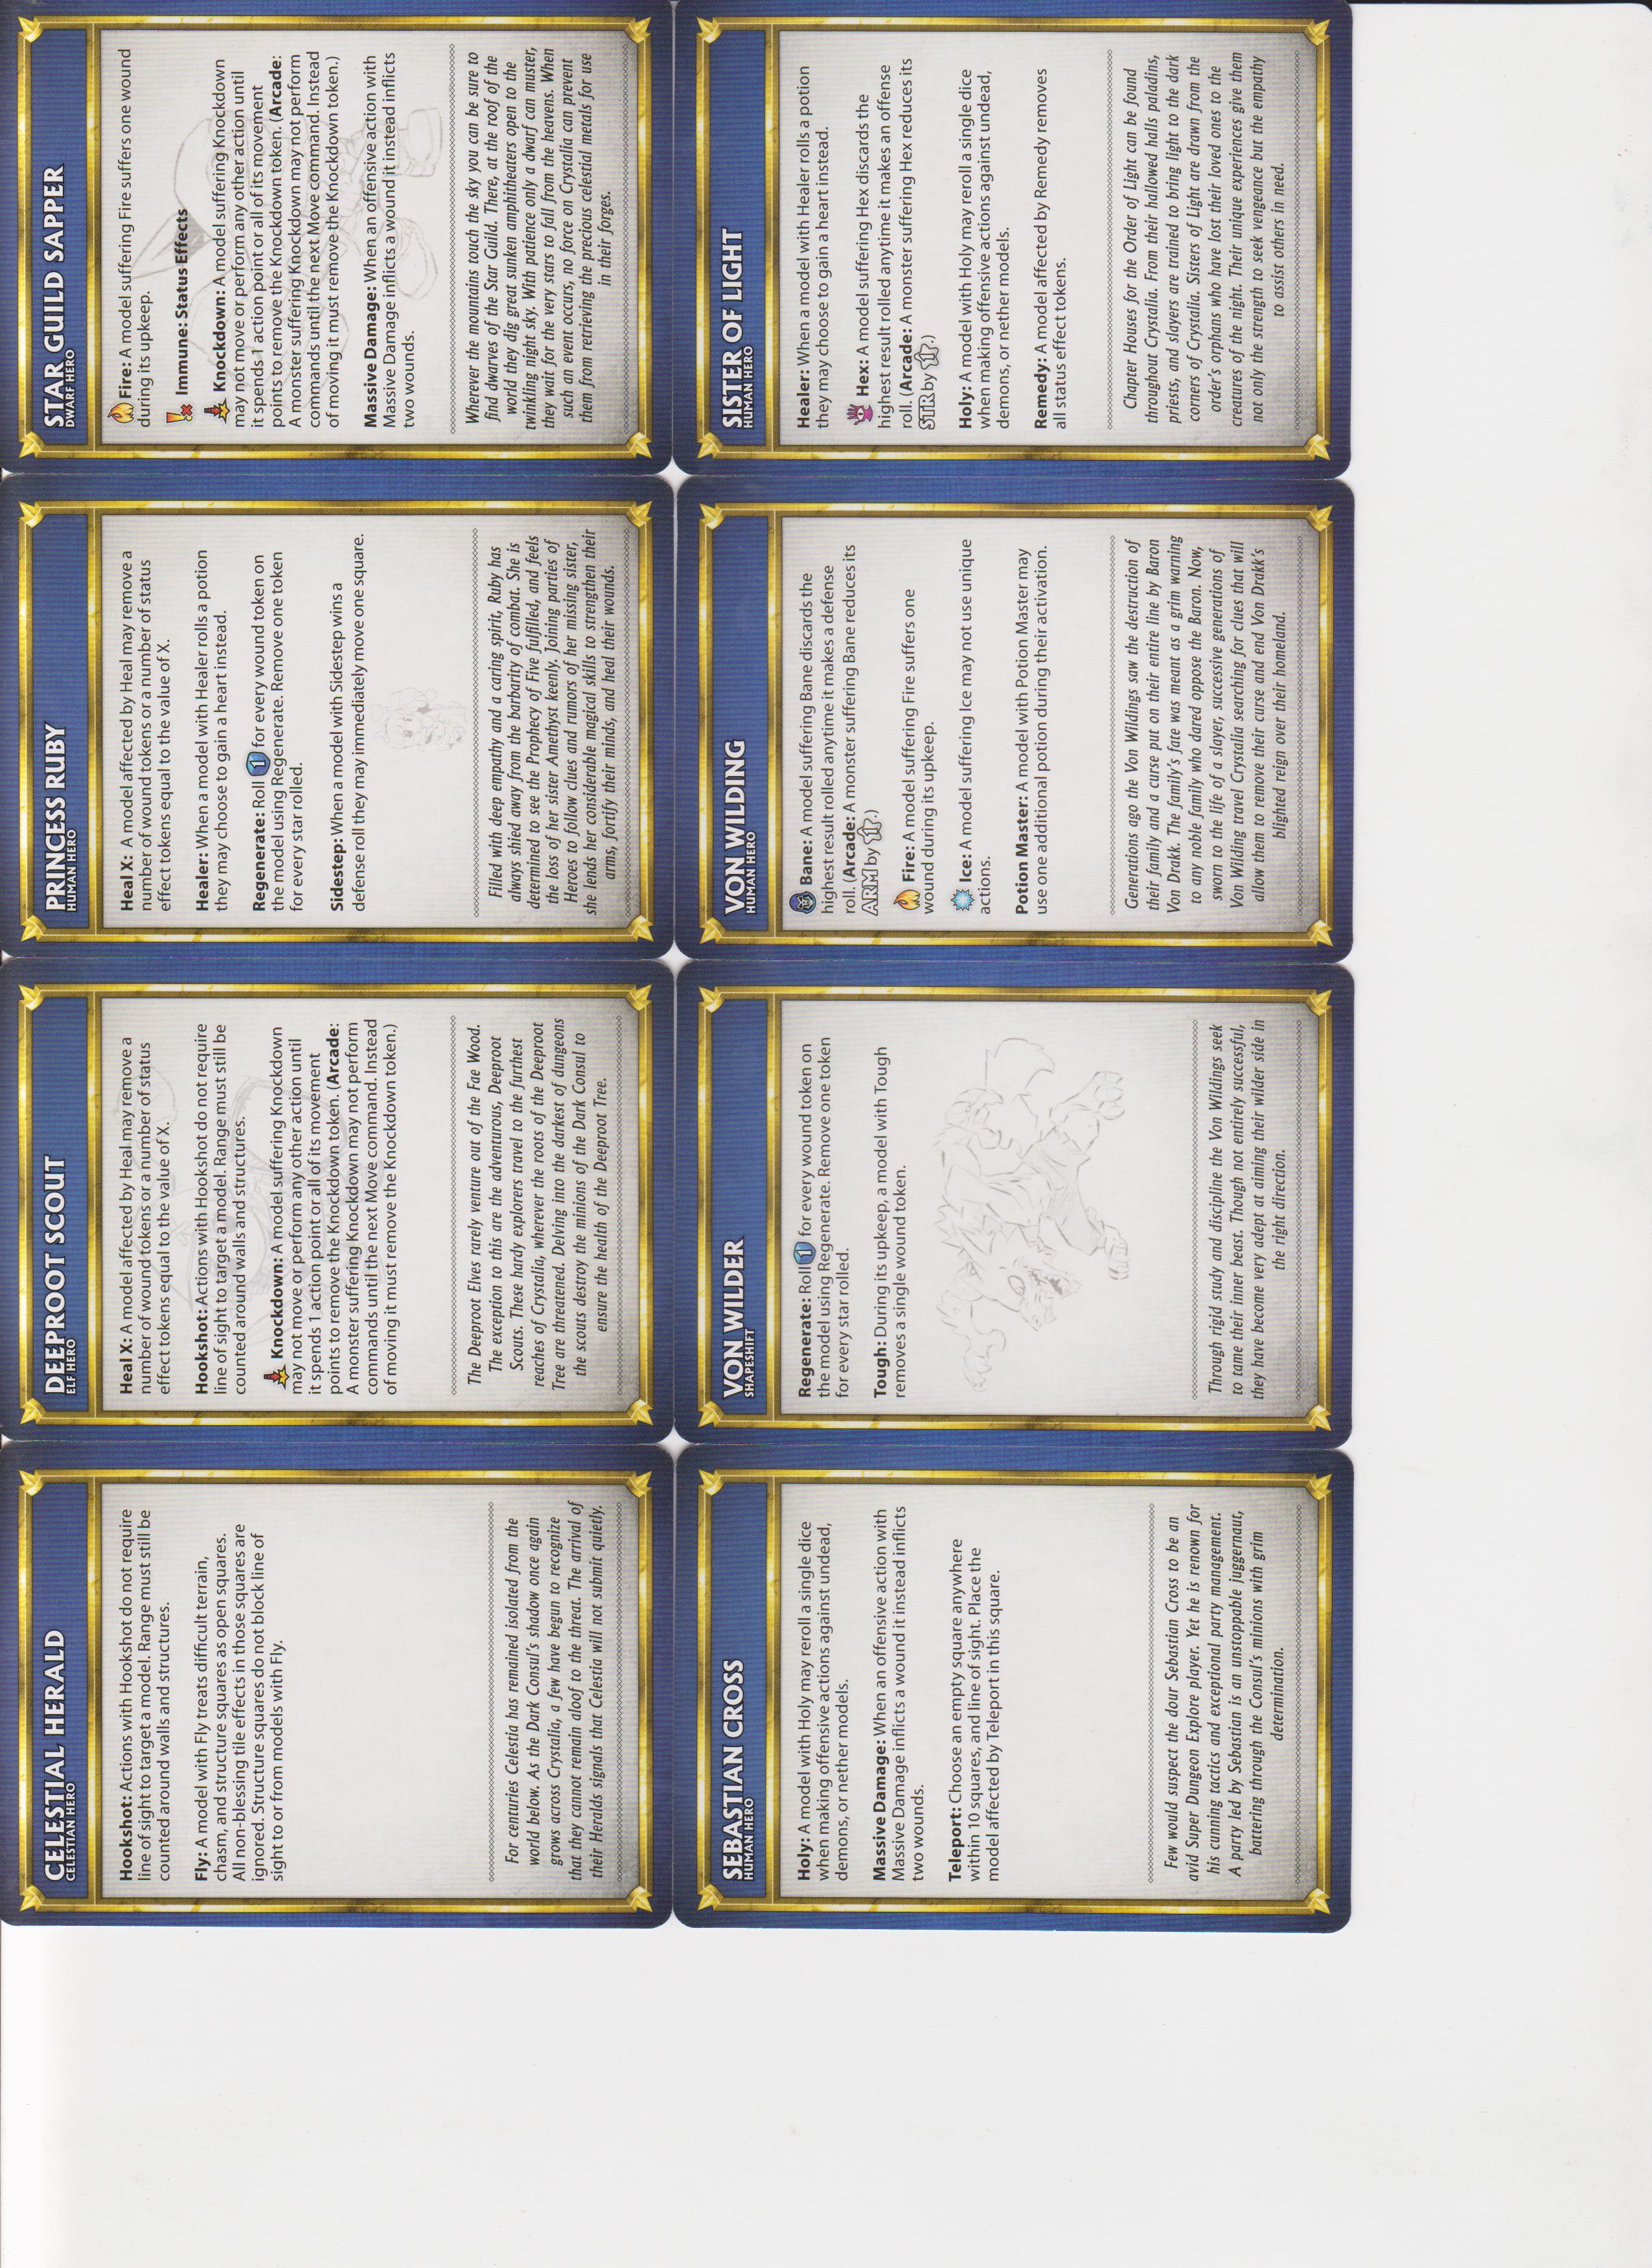 CELESTIAL HERALD
CELESTIAN HERO
Hookshot: Actions with Hookshot do not require
line of sight to target a model. Range must still be
counted around walls and structures.
Fly: A model with Fly treats difficult terrain,
chasm, and structure squares as open squares.
All non-blessing tile effects in those squares are
ignored. Structure squares do not block line of
sight to or from models with Fly.
For centuries Celestia has remained isolated from the
world below. As the Dark Consul's shadow once again
grows across Crystalia, a few have begun to recognize
that they cannot remain aloof to the threat. The arrival of
their Heralds signals that Celestia will not submit quietly.
DEEPROOT SCOUT
ELF HERO
Heal X: A model affected by Heal may remove a
number of wound tokens or a number of status
effect tokens equal to the value of X.
Hookshot: Actions with Hookshot do not require
line of sight to target a model. Range must still be
counted around walls and structures.
Knockdown: A model suffering Knockdown
may not move or perform any other action until
it spends 1 action point or all of its movement
points to remove the Knockdown token. (Arcade:
A monster suffering Knockdown may not perform
commands until the next Move command. Instead
of moving it must remove the Knockdown token.)
The Deeproot Elves rarely venture out of the Fae Wood.
The exception to this are the adventurous, Deeproot
Scouts. These hardy explorers travel to the furthest
reaches of Crystalia, wherever the roots of the Deeproot
Tree are threatened. Delving into the darkest of dungeons
the scouts destroy the minions of the Dark Consul to
ensure the health of the Deeproot Tree.
PRINCESS RUBY
HUMAN HERO
Heal X: A model affected by Heal may remove a
number of wound tokens or a number of status
effect tokens equal to the value of X.
Healer: When a model with Healer rolls a potion
they may choose to gain a heart instead.
Regenerate: Roll 1 for every wound token on
the model using Regenerate. Remove one token
for every star rolled.
Sidestep: When a model with Sidestep wins a
defense roll they may immediately move one square.
Filled with deep empathy and a caring spirit, Ruby has
always shied away from the barbarity of combat. She is
determined to see the Prophecy of Five fulfilled, and feels
the loss of her sister Amethyst keenly. Joining parties of
Heroes to follow clues and rumors of her missing sister,
she lends her considerable magical skills to strengthen their
arms, fortify their minds, and heal their wounds.
STAR GUILD SAPPER
DWARF HERO
Fire: A model suffering Fire suffers one wound
during its upkeep.
Immune: Status Effects
Knockdown: A model suffering Knockdown
may not move or perform any other action until
it spends 1 action point or all of its movement
points to remove the Knockdown token. (Arcade:
A monster suffering Knockdown may not perform
commands until the next Move command. Instead
of moving it must remove the Knockdown token.)
Massive Damage: When an offensive action with
Massive Damage inflicts a wound it instead inflicts
two wounds.
Wherever the mountains touch the sky you can be sure to
find dwarves of the Star Guild. There, at the roof of the
world they dig great sunken amphitheaters open to the
twinkling night sky. With patience only a dwarf can muster,
they wait for the very stars to fall from the heavens. When
such an event occurs, no force on Crystalia can prevent
them from retrieving the precious celestial metals for use
in their forges.
SEBASTIAN CROSS
HUMAN HERO
Holy: A model with Holy may reroll a single dice
when making offensive actions against undead,
demons, or nether models.
Massive Damage: When an offensive action with
Massive Damage inflicts a wound it instead inflicts
two wounds.
Teleport: Choose an empty square anywhere
within 10 squares, and line of sight. Place the
model affected by Teleport in this square.
Few would suspect the dour Sebastian Cross to be an
avid Super Dungeon Explore player. Yet he is renown for
his cunning tactics and exceptional party management.
A party led by Sebastian is an unstoppable juggernaut,
battering through the Consul's minions with grim
determination.
VON WILDER
SHAPESHIFT
Regenerate: Roll 1 for every wound token on
the model using Regenerate. Remove one token
for every star rolled.
Tough: During its upkeep, a model with Tough
removes a single wound token.
Through rigid study and discipline the Von Wildings seek
to tame their inner beast. Though not entirely successful,
they have become very adept at aiming their wilder side in
the right direction.
VON WILDING
HUMAN HERO
Bane: A model suffering Bane discards the
highest result rolled anytime it makes a defense
roll. (Arcade: A monster suffering Bane reduces its
ARM by 1.)
Fire: A model suffering Fire suffers one
wound during its upkeep.
Ice: A model suffering Ice may not use unique
actions.
Potion Master: A model with Potion Master may
use one additional potion during their activation.
Generations ago the Von Wildings saw the destruction of
their family and a curse put on their entire line by Baron
Von Drakk. The family's fate was meant as a grim warning
to any noble family who dared oppose the Baron. Now,
sworn to the life of a slayer, successive generations of
Von Wilding travel Crystalia searching for clues that will
allow them to remove their curse and end Von Drakk's
blighted reign over their homeland.
SISTER OF LIGHT
HUMAN HERO
Healer: When a model with Healer rolls a potion
they may choose to gain a heart instead.
Hex: A model suffering Hex discards the
highest result rolled anytime it makes an offense
roll. (Arcade: A monster suffering Hex reduces its
STR by 1.)
Holy: A model with Holy may reroll a single dice
when making offensive actions against undead,
demons, or nether models.
Remedy: A model affected by Remedy removes
all status effect tokens.
Chapter Houses for the Order of Light can be found
throughout Crystalia. From their hallowed halls paladins,
priests, and slayers are trained to bring light to the dark
corners of Crystalia. Sisters of Light are drawn from the
order's orphans who have lost their loved ones to the
creatures of the night. Their unique experiences give them
not only the strength to seek vengeance but the empathy
to assist others in need.